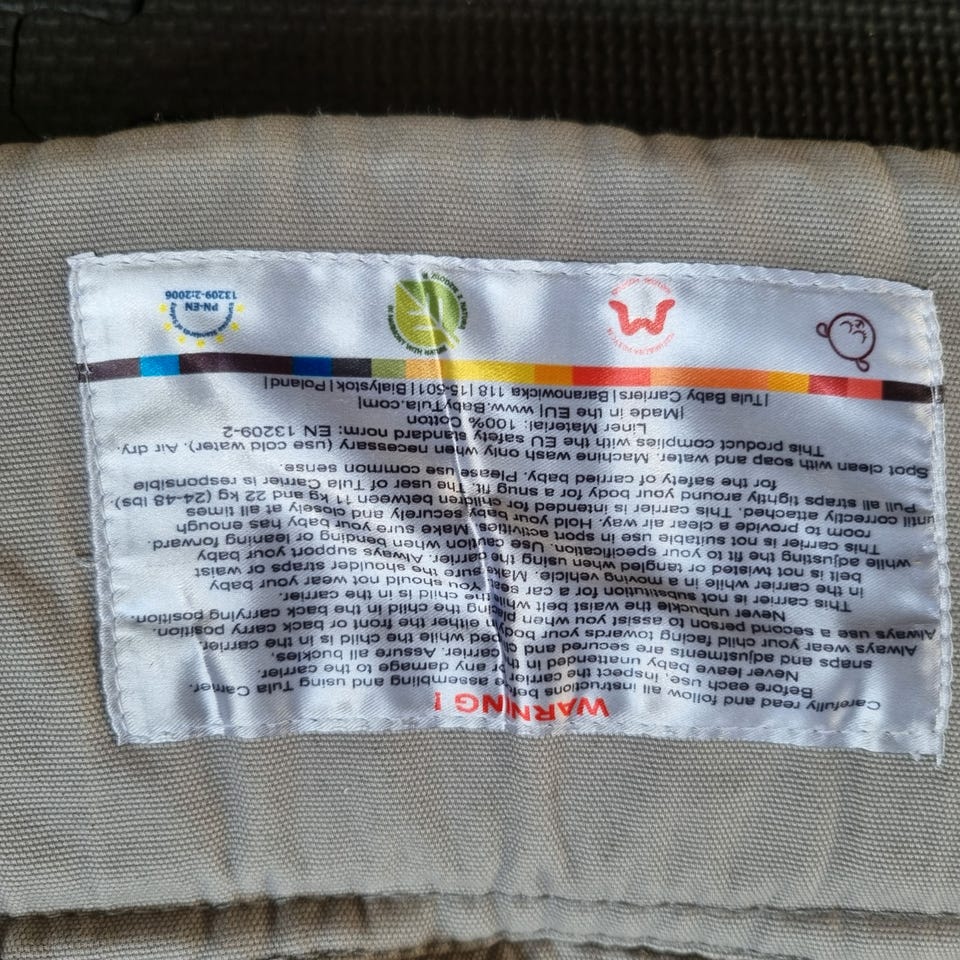 WARNING !
Carefully read and follow all instructions before assembling and using Tula Carrier.
Before each use, inspect the carrier for any damage to the carrier.
Never leave baby unattended in the carrier. Assure all buckles,
snaps and adjustments are secured and closed while the child is in the carrier.
Always wear your child facing towards your body in either the front or back carry position.
Always use a second person to assist you when placing the child in the back carrying position.
Never unbuckle the waist belt while the child is in the carrier.
This carrier is not substitution for a car seat. You should not wear your baby
in the carrier while in a moving vehicle. Make sure the shoulder straps or waist
belt is not twisted or tangled when using the carrier. Always support your baby
while adjusting the fit to your specification. Use caution when bending or leaning forward.
This carrier is not suitable use in sport activities. Make sure your baby has enough
room to provide a clear air way. Hold your baby securely and closely at all times
until correctly attached. This carrier is intended for children between 11 kg and 22 kg (24-48 lbs)
Pull all straps tightly around your body for a snug fit. The user of Tula Carrier is responsible
for the safety of carried baby. Please use common sense.
Spot clean with soap and water. Machine wash only when necessary (use cold water). Air dry.
This product complies with the EU safety standard norm: EN 13209-2
Liner Material: 100% Cotton
|Made in the EU| www.BabyTula.com|
|Tula Baby Carriers| Baranowicka 118 |15-501| Bialystok | Poland|
PN-EN
13209-2:2006